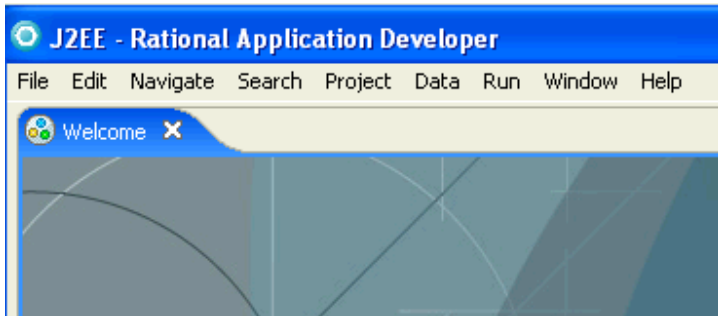 J2EE - Rational Application Developer
File Edit Navigate Search Project Data Run Window Help
Welcome